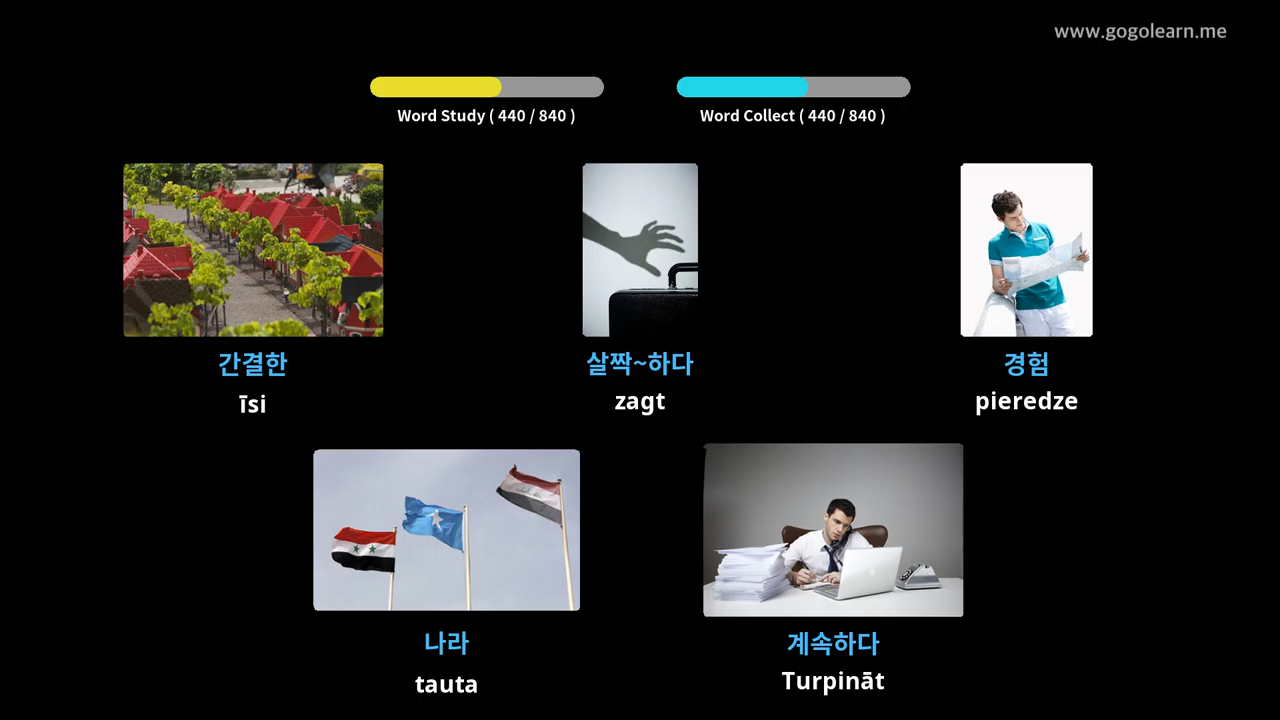 www.gogolearn.me
Word Study ( 440 / 840 )
Word Collect ( 440 / 840 )
간결한
īsi
살짝~하다
zagt
경험
pieredze
나라
tauta
계속하다
Turpināt